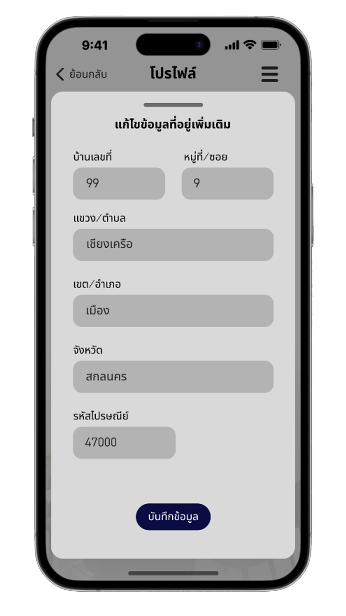 9:41
ย้อนกลับ โปรไฟล์
แก้ไขข้อมูลที่อยู่เพิ่มเติม
บ้านเลขที่ หมู่ที่/ซอย
99 9
แขวง/ตำบล
เชียงเครือ
เขต/อำเภอ
เมือง
จังหวัด
สกลนคร
รหัสไปรษณีย์
47000
บันทึกข้อมูล